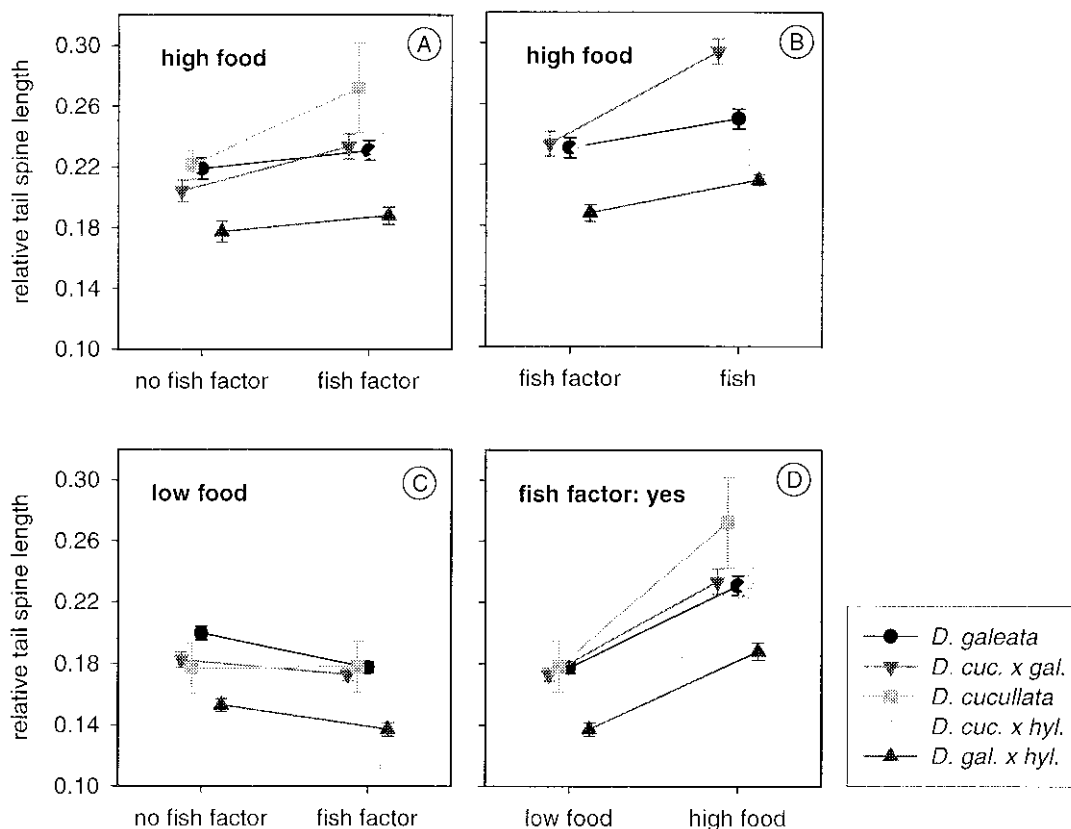 A
high food
relative tail spine length
0.30
0.26
0.22
0.18
0.14
0.10
no fish factor
fish factor
B
high food
fish factor
fish
C
low food
relative tail spine length
0.30
0.26
0.22
0.18
0.14
0.10
no fish factor
fish factor
D
fish factor: yes
low food
high food
D. galeata
D. cuc. x gal.
D. cucullata
D. cuc. x hyl.
D. gal. x hyl.